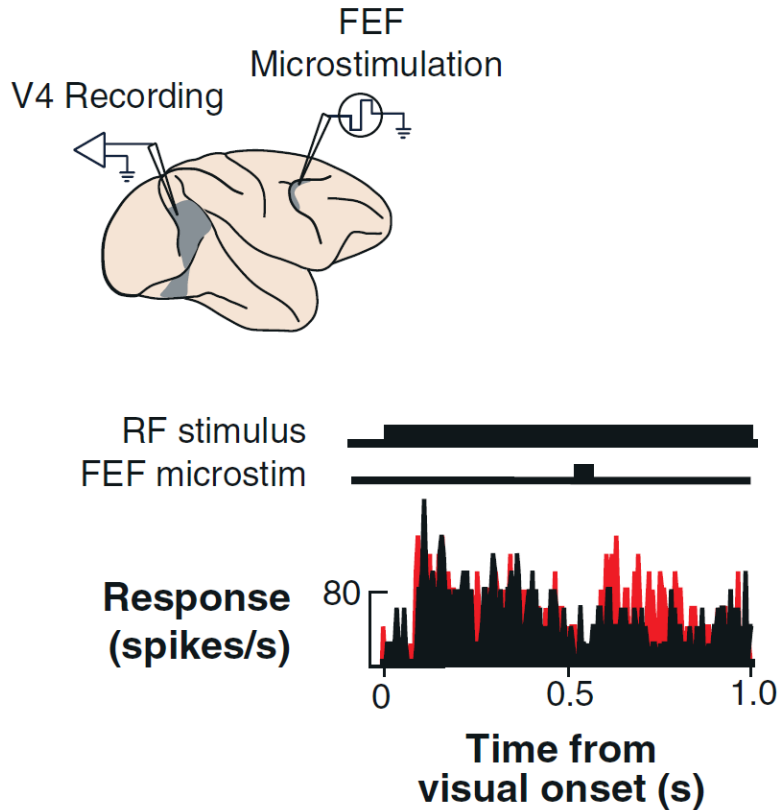 FEF
Microstimulation
V4 Recording
RF stimulus
FEF microstim
Response
(spikes/s)
80
0
0.5
1.0
Time from
visual onset (s)